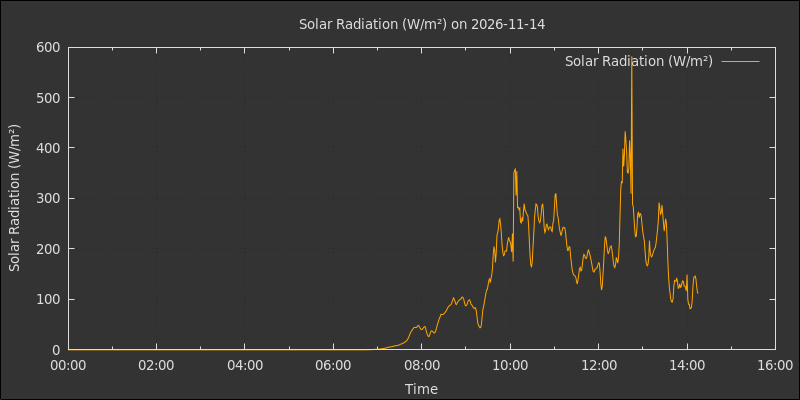 Solar Radiation (W/m²) on 2026-11-14
Solar Radiation (W/m²)
600
500
400
300
200
100
0
Solar Radiation (W/m²)
00:00 02:00 04:00 06:00 08:00 10:00 12:00 14:00 16:00
Time